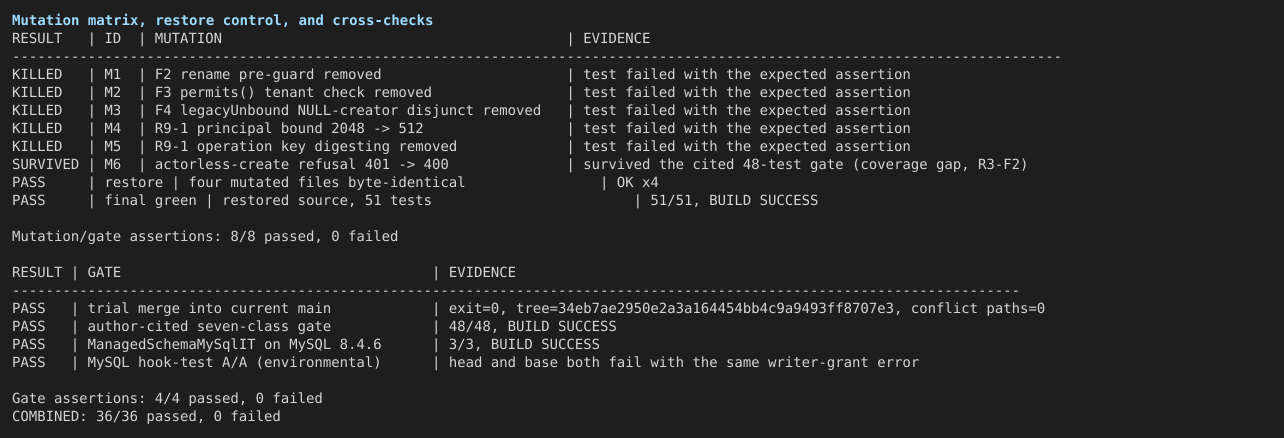 Mutation matrix, restore control, and cross-checks
RESULT   | ID  | MUTATION                                         | EVIDENCE
-----------------------------------------------------------------------------------------------------------------------------
KILLED   | M1  | F2 rename pre-guard removed                      | test failed with the expected assertion
KILLED   | M2  | F3 permits() tenant check removed                | test failed with the expected assertion
KILLED   | M3  | F4 legacyUnbound NULL-creator disjunct removed   | test failed with the expected assertion
KILLED   | M4  | R9-1 principal bound 2048 -> 512                 | test failed with the expected assertion
KILLED   | M5  | R9-1 operation key digesting removed             | test failed with the expected assertion
SURVIVED | M6  | actorless-create refusal 401 -> 400              | survived the cited 48-test gate (coverage gap, R3-F2)
PASS     | restore | four mutated files byte-identical                | OK x4
PASS     | final green | restored source, 51 tests                        | 51/51, BUILD SUCCESS
Mutation/gate assertions: 8/8 passed, 0 failed
RESULT | GATE                                     | EVIDENCE
------------------------------------------------------------------------------------------------------------------------
PASS   | trial merge into current main            | exit=0, tree=34eb7ae2950e2a3a164454bb4c9a9493ff8707e3, conflict paths=0
PASS   | author-cited seven-class gate            | 48/48, BUILD SUCCESS
PASS   | ManagedSchemaMySqlIT on MySQL 8.4.6      | 3/3, BUILD SUCCESS
PASS   | MySQL hook-test A/A (environmental)      | head and base both fail with the same writer-grant error
Gate assertions: 4/4 passed, 0 failed
COMBINED: 36/36 passed, 0 failed